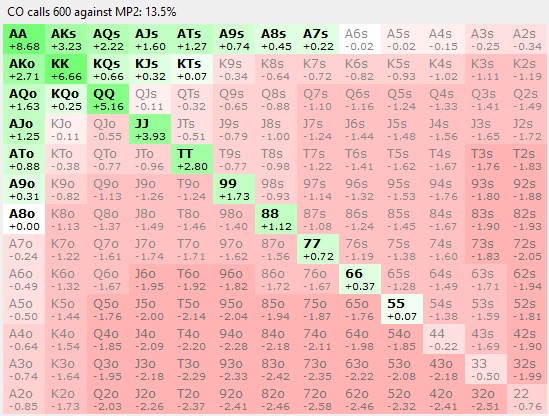 CO calls 600 against MP2: 13.5%
AA AKs AQs AJs ATs A9s A8s A7s A6s A5s A4s A3s A2s
+8.68 +3.23 +2.22 +1.60 +1.27 +0.74 +0.45 +0.22 -0.02 -0.02 -0.15 -0.25 -0.34
AKo KK KQs KJs KTs K9s K8s K7s K6s K5s K4s K3s K2s
+2.71 +6.66 +0.66 +0.32 +0.07 -0.34 -0.64 -0.72 -0.82 -0.93 -1.02 -1.11 -1.19
AQo KQo QQ QJs QTs Q9s Q8s Q7s Q6s Q5s Q4s Q3s Q2s
+1.63 +0.25 +5.16 -0.11 -0.32 -0.65 -0.88 -1.10 -1.16 -1.24 -1.33 -1.41 -1.49
AJo KJo QJo JJ JTs J9s J8s J7s J6s J5s J4s J3s J2s
+1.25 -0.11 -0.55 +3.93 -0.51 -0.79 -1.00 -1.24 -1.44 -1.48 -1.56 -1.65 -1.72
ATo KTo QTo JTo TT T9s T8s T7s T6s T5s T4s T3s T2s
+0.88 -0.38 -0.77 -0.96 +2.80 -0.77 -0.98 -1.22 -1.41 -1.62 -1.67 -1.76 -1.83
A9o K9o Q9o J9o T9o 99 98s 97s 96s 95s 94s 93s 92s
+0.31 -0.82 -1.13 -1.26 -1.24 +1.73 -0.93 -1.14 -1.32 -1.56 -1.76 -1.80 -1.88
A8o K8o Q8o J8o T8o 98o 88 87s 86s 85s 84s 83s 82s
+0.00 -1.13 -1.37 -1.49 -1.46 -1.40 +1.12 -1.08 -1.24 -1.45 -1.67 -1.90 -1.93
A7o K7o Q7o J7o T7o 97o 87o 77 76s 75s 74s 73s 72s
-0.24 -1.22 -1.61 -1.74 -1.71 -1.62 -1.56 +0.72 -1.19 -1.38 -1.60 -1.83 -2.05
A6o K6o Q6o J6o T6o 96o 86o 76o 66 65s 64s 63s 62s
-0.49 -1.32 -1.67 -1.95 -1.92 -1.82 -1.72 -1.67 +0.37 -1.28 -1.49 -1.71 -1.94
A5o K5o Q5o J5o T5o 95o 85o 75o 65o 55 54s 53s 52s
-0.50 -1.44 -1.76 -2.00 -2.14 -2.04 -1.94 -1.87 -1.76 +0.07 -1.38 -1.59 -1.81
A4o K4o Q4o J4o T4o 94o 84o 74o 64o 54o 44 43s 42s
-0.64 -1.54 -1.85 -2.09 -2.20 -2.28 -2.18 -2.11 -1.98 -1.85 -0.22 -1.69 -1.90
A3o K3o Q3o J3o T3o 93o 83o 73o 63o 53o 43o 33 32s
-0.74 -1.64 -1.95 -2.18 -2.29 -2.33 -2.42 -2.35 -2.22 -2.08 -2.18 -0.50 -1.99
A2o K2o Q2o J2o T2o 92o 82o 72o 62o 52o 42o 32o 22
-0.85 -1.73 -2.03 -2.26 -2.37 -2.41 -2.46 -2.58 -2.46 -2.32 -2.41 -2.51 -0.76